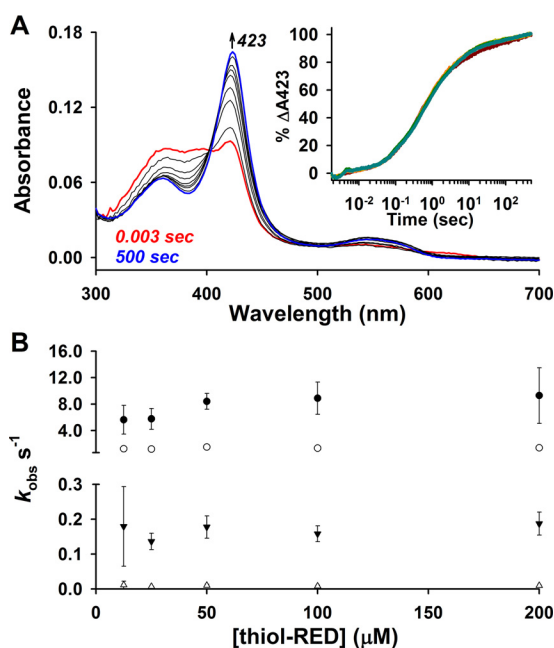 A
0.18
0.12
0.06
0.00
Absorbance
423
0.003 sec
500 sec
300 400 500 600 700
Wavelength (nm)
100
80
60
40
20
0
% ΔA423
10⁻² 10⁻¹ 10⁰ 10¹ 10²
Time (sec)
B
16.0
12.0
8.0
4.0
0.3
0.2
0.1
0.0
k_obs s⁻¹
0 50 100 150 200
[thiol-RED] (μM)